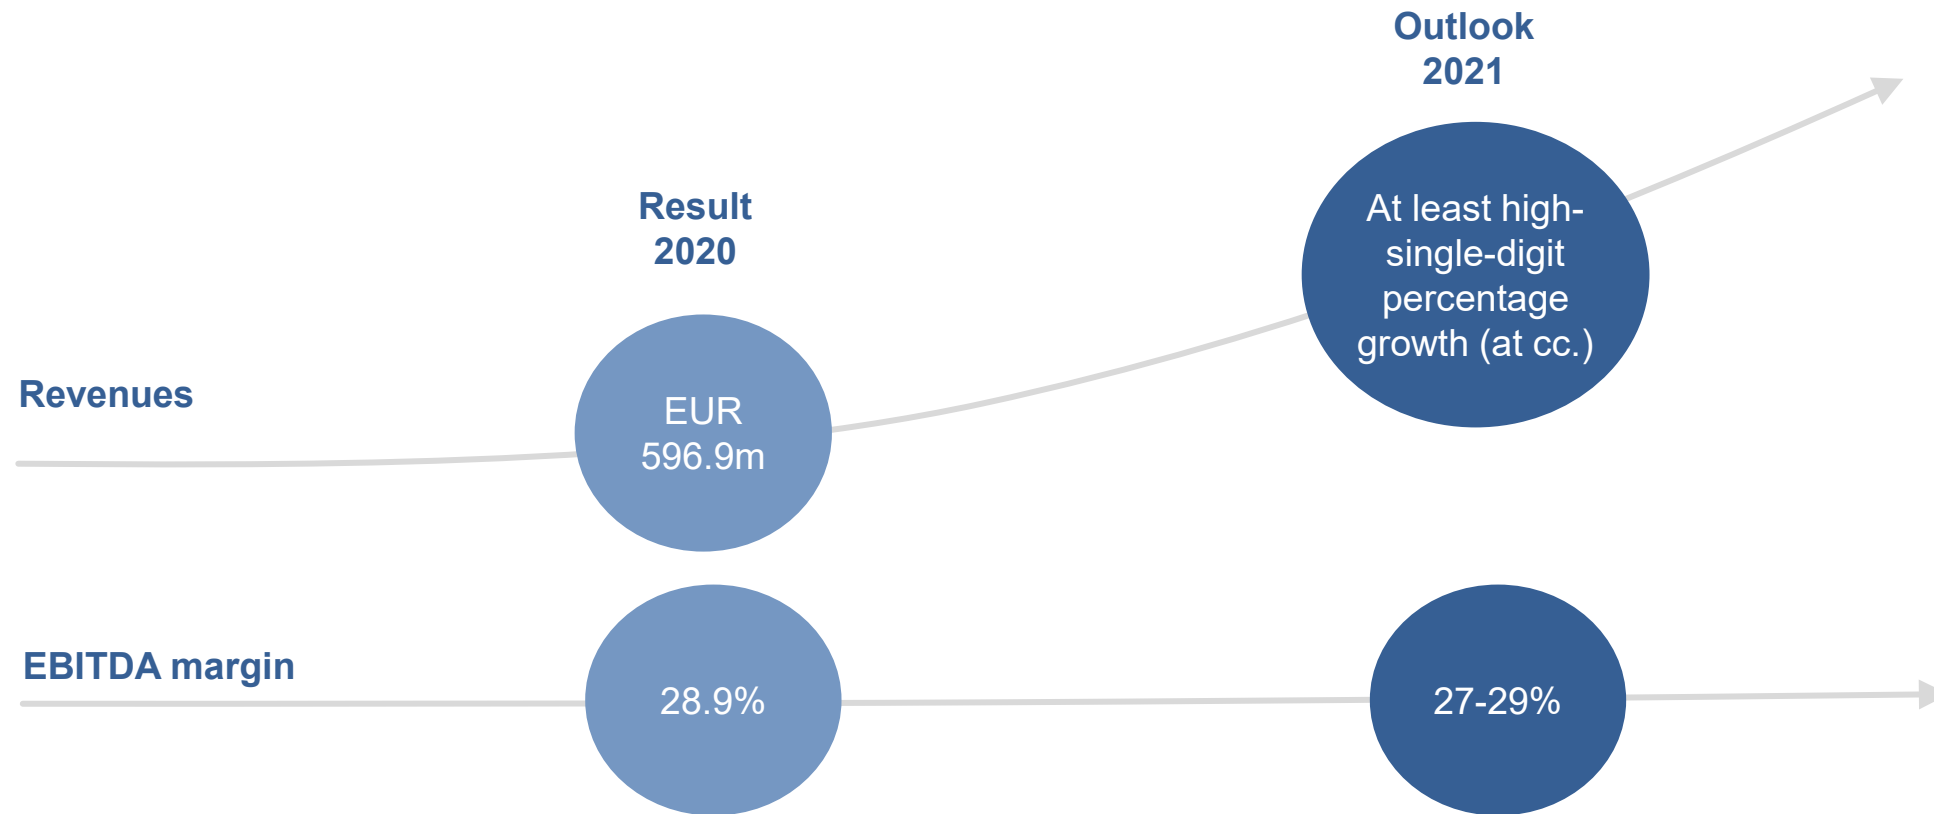 Outlook
2021
Result
2020
At least high-
single-digit
percentage
growth (at cc.)
Revenues
EUR
596.9m
EBITDA margin
28.9%
27-29%